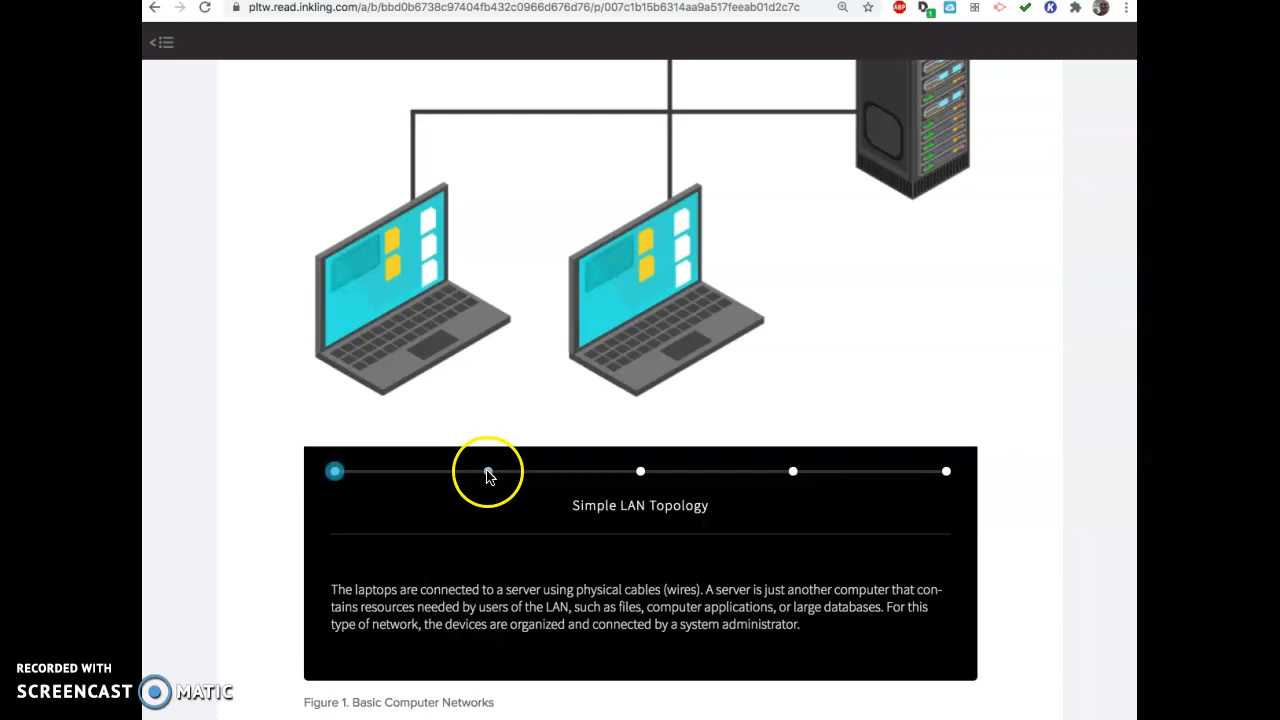 pltw.read.inkling.com/a/b/bbd0b6738c97404fb432c0966d676d76/p/007c1b15b6314aa9a517feeab01d2c7c
ABP
1
K
Simple LAN Topology
The laptops are connected to a server using physical cables (wires). A server is just another computer that con-
tains resources needed by users of the LAN, such as files, computer applications, or large databases. For this
type of network, the devices are organized and connected by a system administrator.
RECORDED WITH
SCREENCAST MATIC
Figure 1. Basic Computer Networks